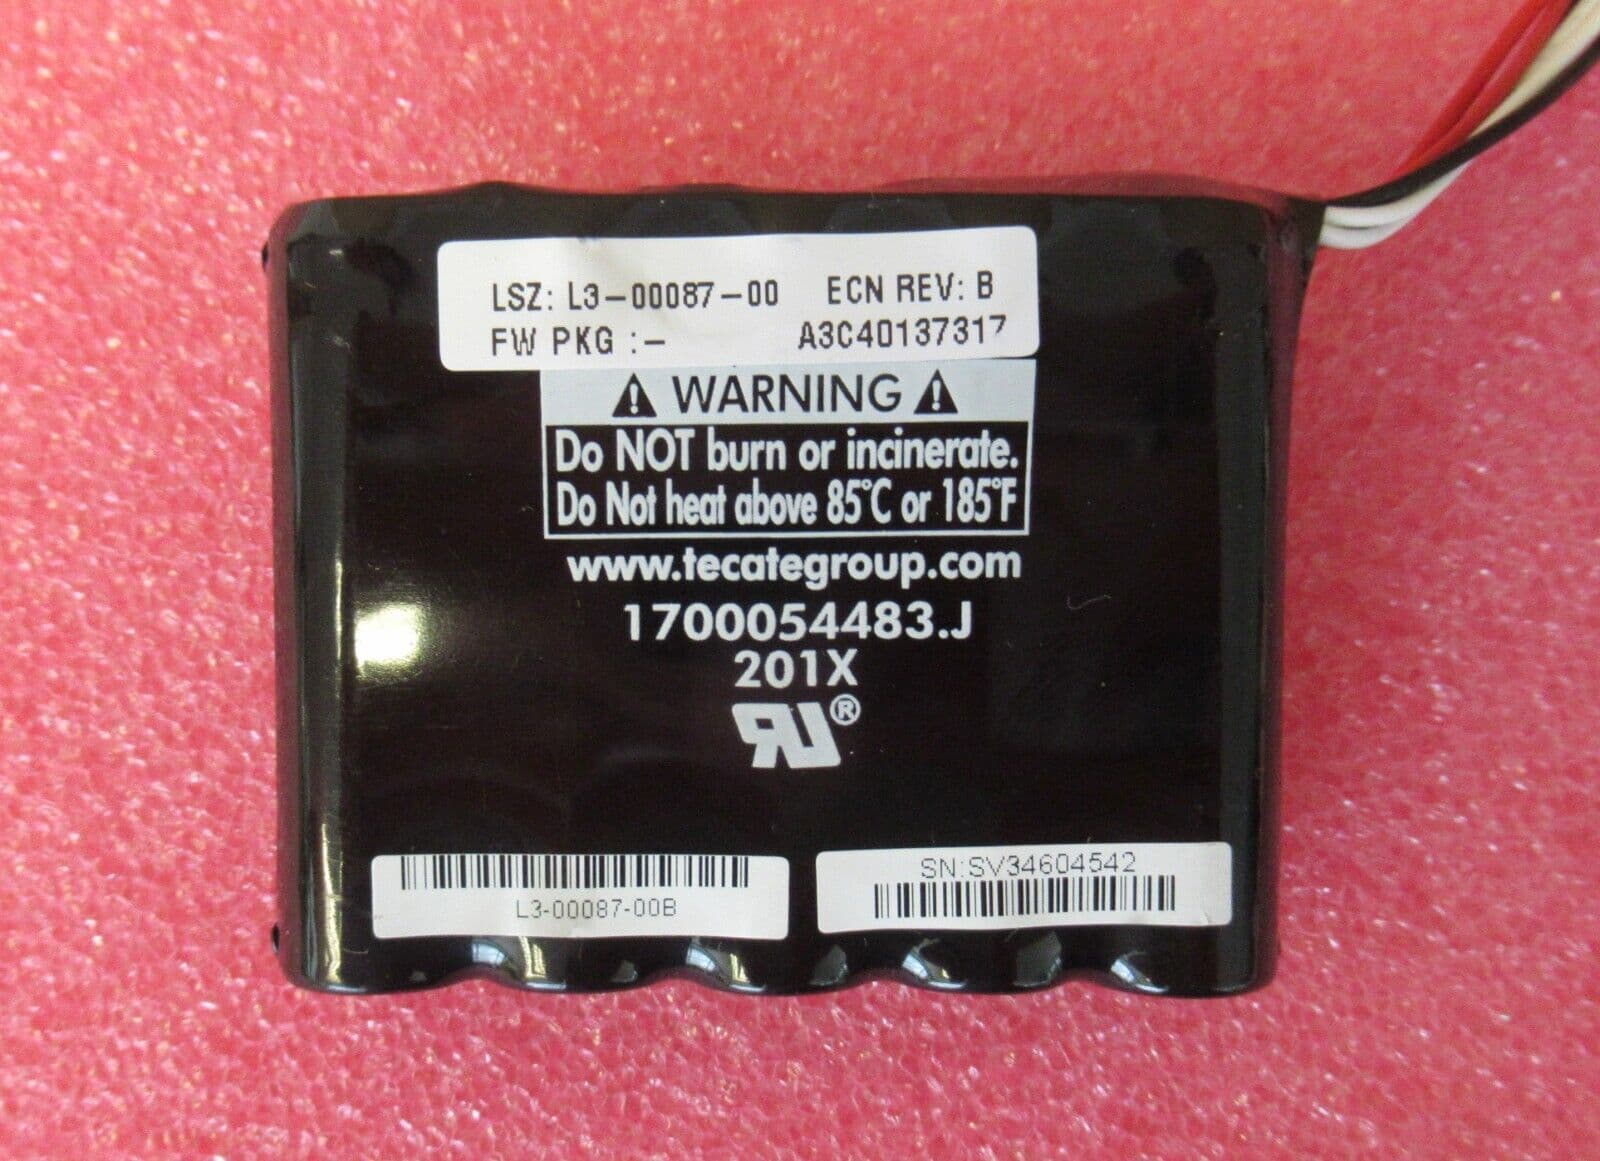 LSZ: L3-00087-00 ECN REV: B
FW PKG :- A3C40137317
WARNING
Do NOT burn or incinerate.
Do Not heat above 85°C or 185°F
www.tecategroup.com
1700054483.J
201X
RU®
L3-00087-00B
SN:SV34604542